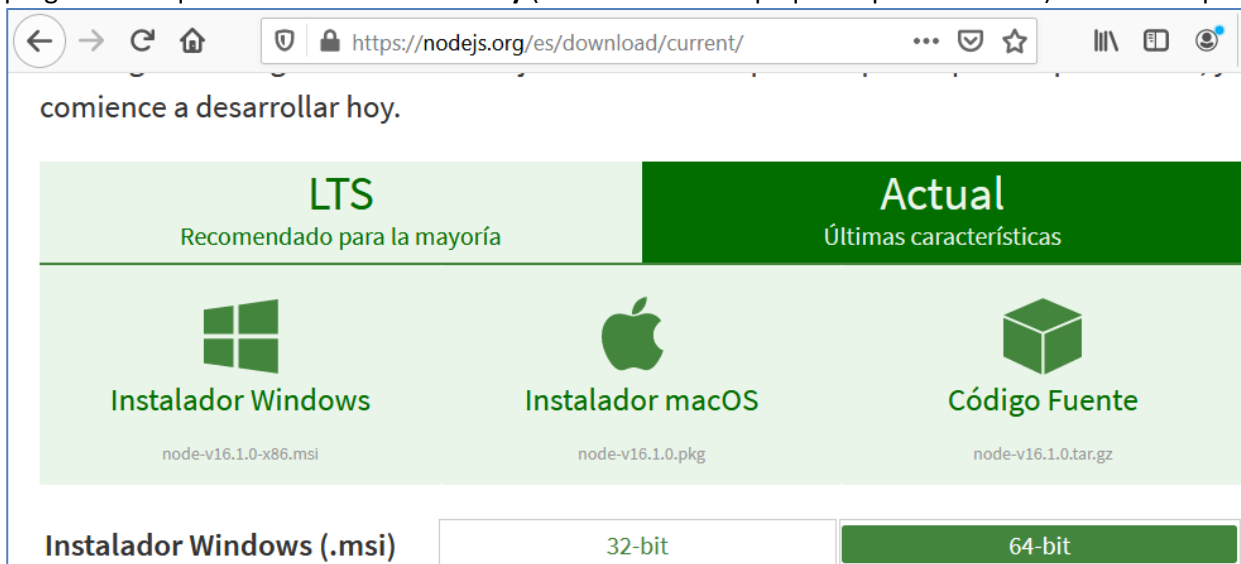 https://nodejs.org/es/download/current/
comience a desarrollar hoy.
LTS
Recomendado para la mayoría
Actual
Últimas características
Instalador Windows
node-v16.1.0-x86.msi
Instalador macOS
node-v16.1.0.pkg
Código Fuente
node-v16.1.0.tar.gz
Instalador Windows (.msi)
32-bit
64-bit